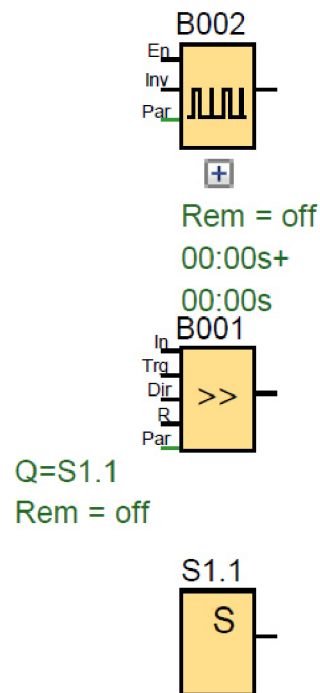 B002
En
Inv
Par
Rem = off
00:00s+
00:00s
B001
In
Trg
Dir
>>
R
Par
Q=S1.1
Rem = off
S1.1
S